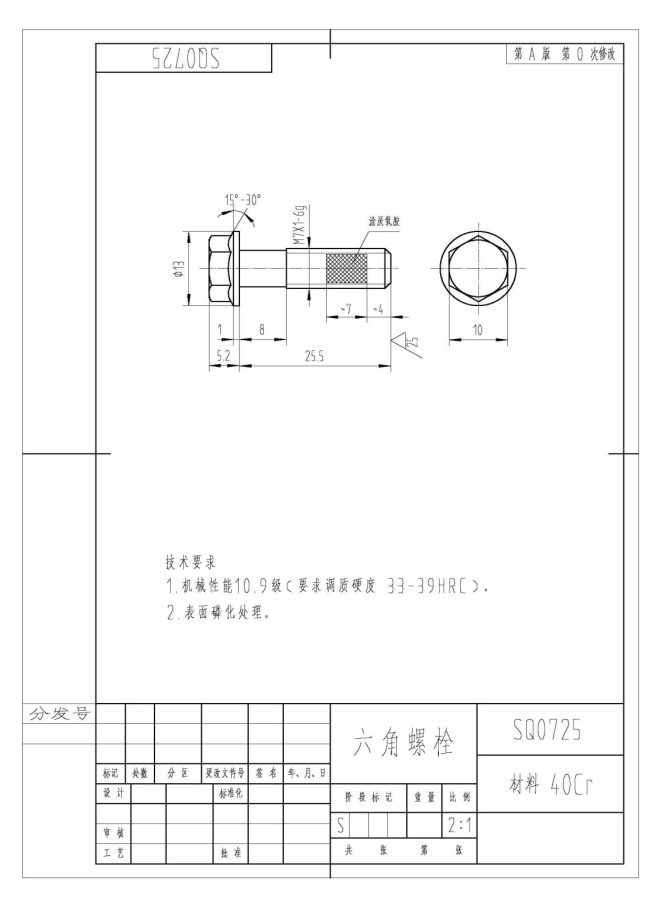 SQ0725
第 A 版 第 0 次修改
15°-30°
M7X1-6g
涂厌氧胶
Φ13
~7
~4
1
8
10
25
5.2
25.5
技术要求
1.机械性能10.9级(要求调质硬度 33-39HRC)。
2.表面磷化处理。
分发号
六角螺栓
SQ0725
标记 处数 分区 更改文件号 签名 年、月、日
材料 40Cr
设计 标准化
阶段标记 重量 比例
S 2:1
审核
共 张 第 张
工艺 批准